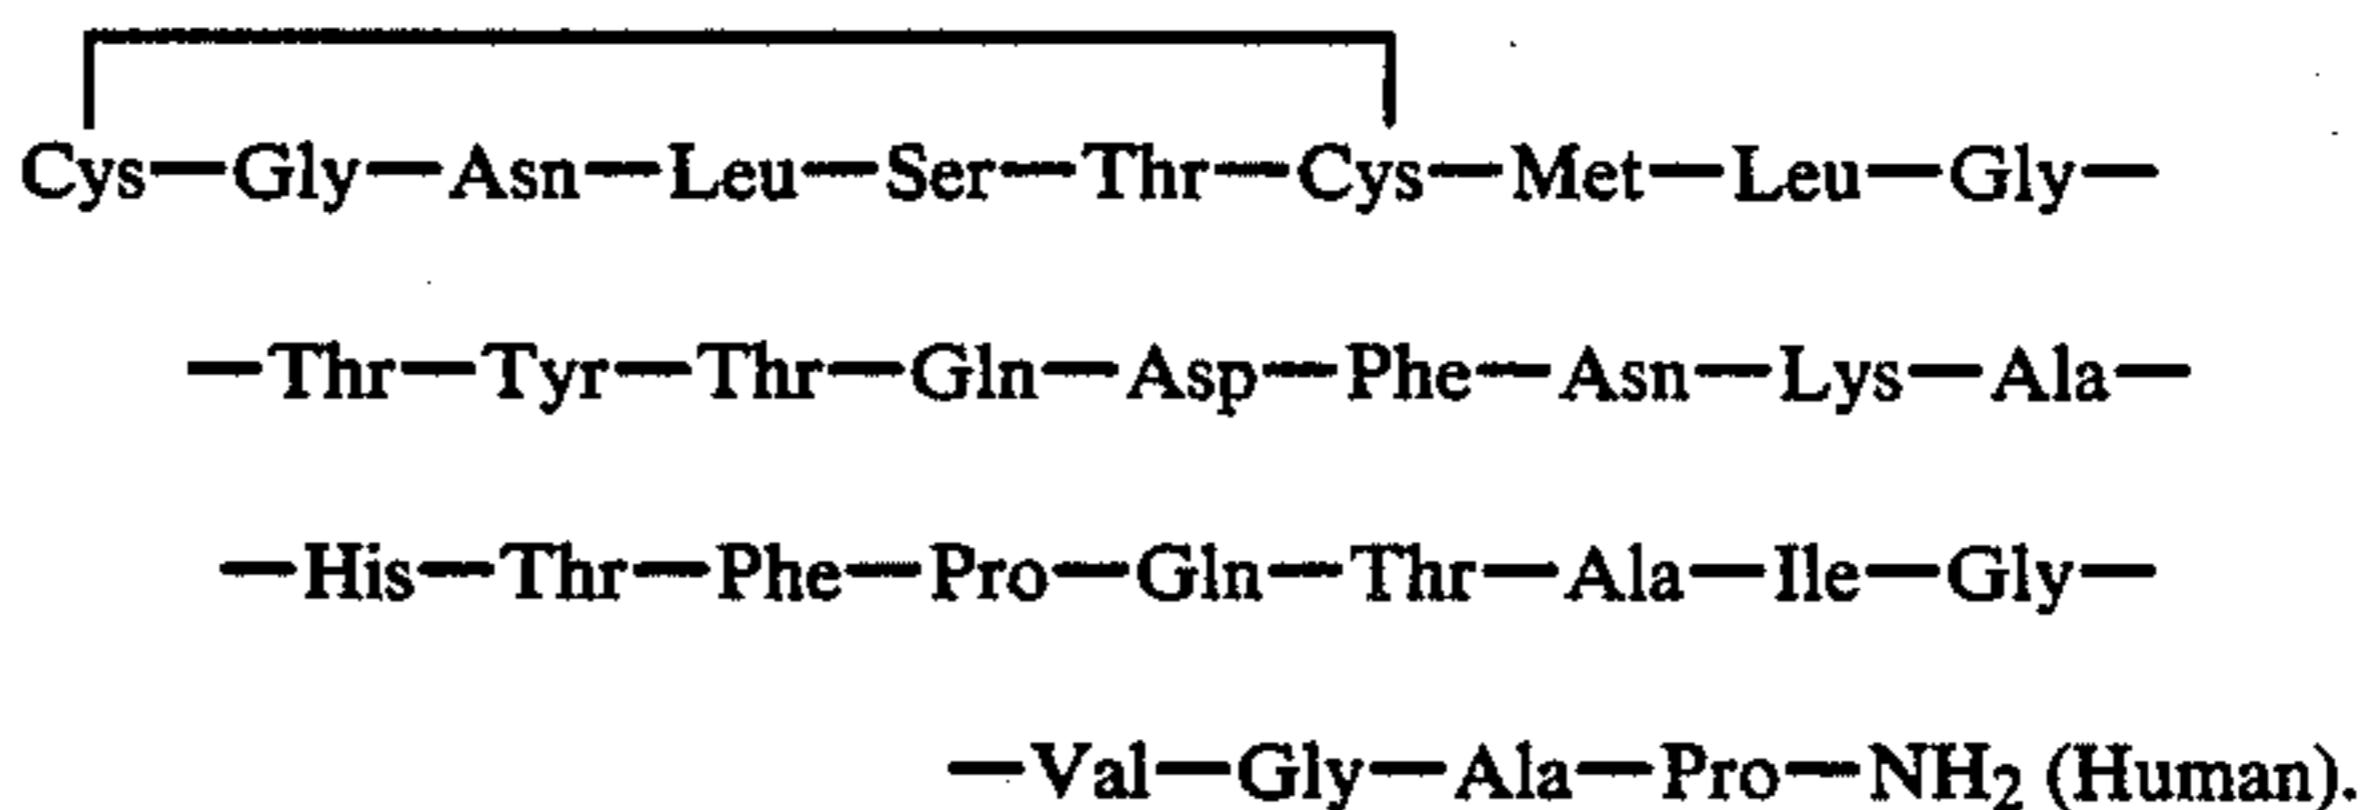 Cys—Gly—Asn—Leu—Ser—Thr—Cys—Met—Leu—Gly—
—Thr—Tyr—Thr—Gln—Asp—Phe—Asn—Lys—Ala—
—His—Thr—Phe—Pro—Gln—Thr—Ala—Ile—Gly—
—Val—Gly—Ala—Pro—NH₂ (Human).